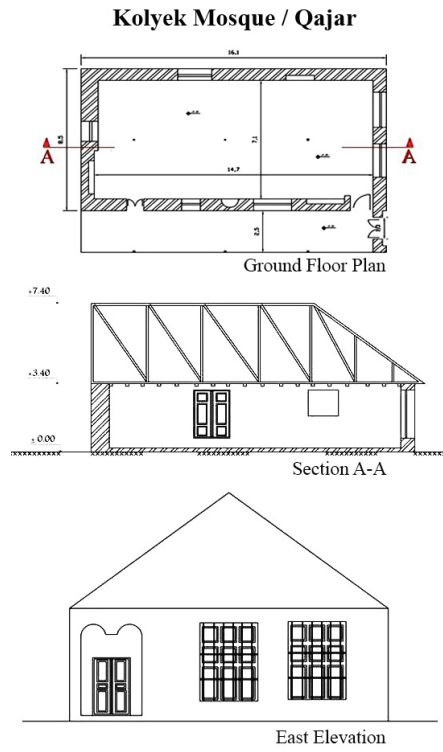 Kolyek Mosque / Qajar
16,1
8,5
7,1
A
A
14,7
2,5
Ground Floor Plan
+7.40
+3.40
± 0.00
Section A-A
East Elevation